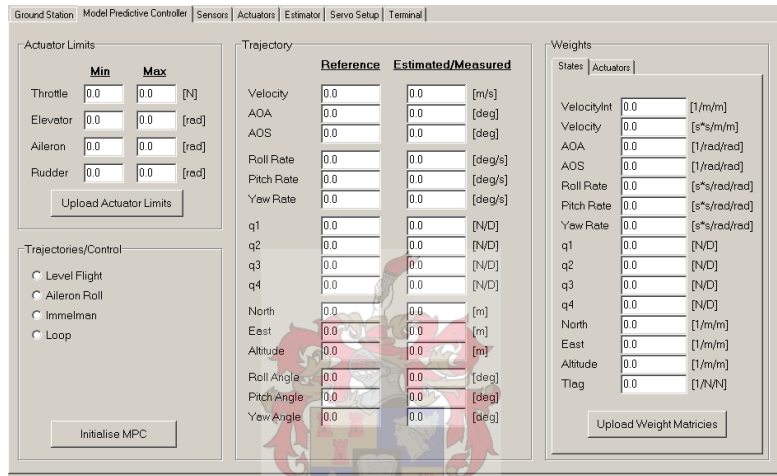 Ground Station Model Predictive Controller Sensors Actuators Estimator Servo Setup Terminal
Actuator Limits
Min Max
Throttle 0.0 0.0 [N]
Elevator 0.0 0.0 [rad]
Aileron 0.0 0.0 [rad]
Rudder 0.0 0.0 [rad]
Upload Actuator Limits
Trajectories/Control
Level Flight
Aileron Roll
Immelman
Loop
Initialise MPC
Trajectory
Reference Estimated/Measured
Velocity 0.0 0.0 [m/s]
AOA 0.0 0.0 [deg]
AOS 0.0 0.0 [deg]
Roll Rate 0.0 0.0 [deg/s]
Pitch Rate 0.0 0.0 [deg/s]
Yaw Rate 0.0 0.0 [deg/s]
q1 0.0 0.0 [N/D]
q2 0.0 0.0 [N/D]
q3 0.0 0.0 [N/D]
q4 0.0 0.0 [N/D]
North 0.0 0.0 [m]
East 0.0 0.0 [m]
Altitude 0.0 0.0 [m]
Roll Angle 0.0 0.0 [deg]
Pitch Angle 0.0 0.0 [deg]
Yaw Angle 0.0 0.0 [deg]
Weights
States Actuators
VelocityInt 0.0 [1/m/m]
Velocity 0.0 [s*s/m/m]
AOA 0.0 [1/rad/rad]
AOS 0.0 [1/rad/rad]
Roll Rate 0.0 [s*s/rad/rad]
Pitch Rate 0.0 [s*s/rad/rad]
Yaw Rate 0.0 [s*s/rad/rad]
q1 0.0 [N/D]
q2 0.0 [N/D]
q3 0.0 [N/D]
q4 0.0 [N/D]
North 0.0 [1/m/m]
East 0.0 [1/m/m]
Altitude 0.0 [1/m/m]
Tlag 0.0 [1/N/N]
Upload Weight Matricies